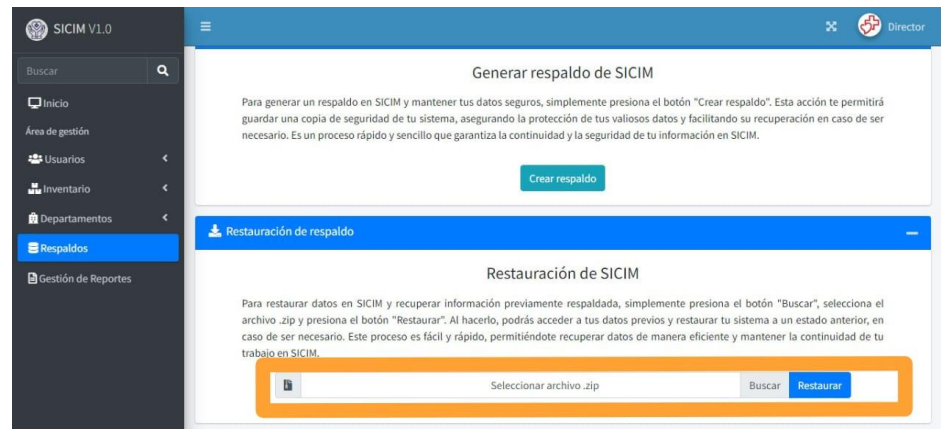 SICIM V1.0
Director
Buscar
Inicio
Área de gestión
Usuarios
Inventario
Departamentos
Respaldos
Gestión de Reportes
Generar respaldo de SICIM
Para generar un respaldo en SICIM y mantener tus datos seguros, simplemente presiona el botón "Crear respaldo". Esta acción te permitirá
guardar una copia de seguridad de tu sistema, asegurando la protección de tus valiosos datos y facilitando su recuperación en caso de ser
necesario. Es un proceso rápido y sencillo que garantiza la continuidad y la seguridad de tu información en SICIM.
Crear respaldo
Restauración de respaldo
Restauración de SICIM
Para restaurar datos en SICIM y recuperar información previamente respaldada, simplemente presiona el botón "Buscar", selecciona el
archivo .zip y presiona el botón "Restaurar". Al hacerlo, podrás acceder a tus datos previos y restaurar tu sistema a un estado anterior, en
caso de ser necesario. Este proceso es fácil y rápido, permitiéndote recuperar datos de manera eficiente y mantener la continuidad de tu
trabajo en SICIM.
Seleccionar archivo .zip Buscar Restaurar